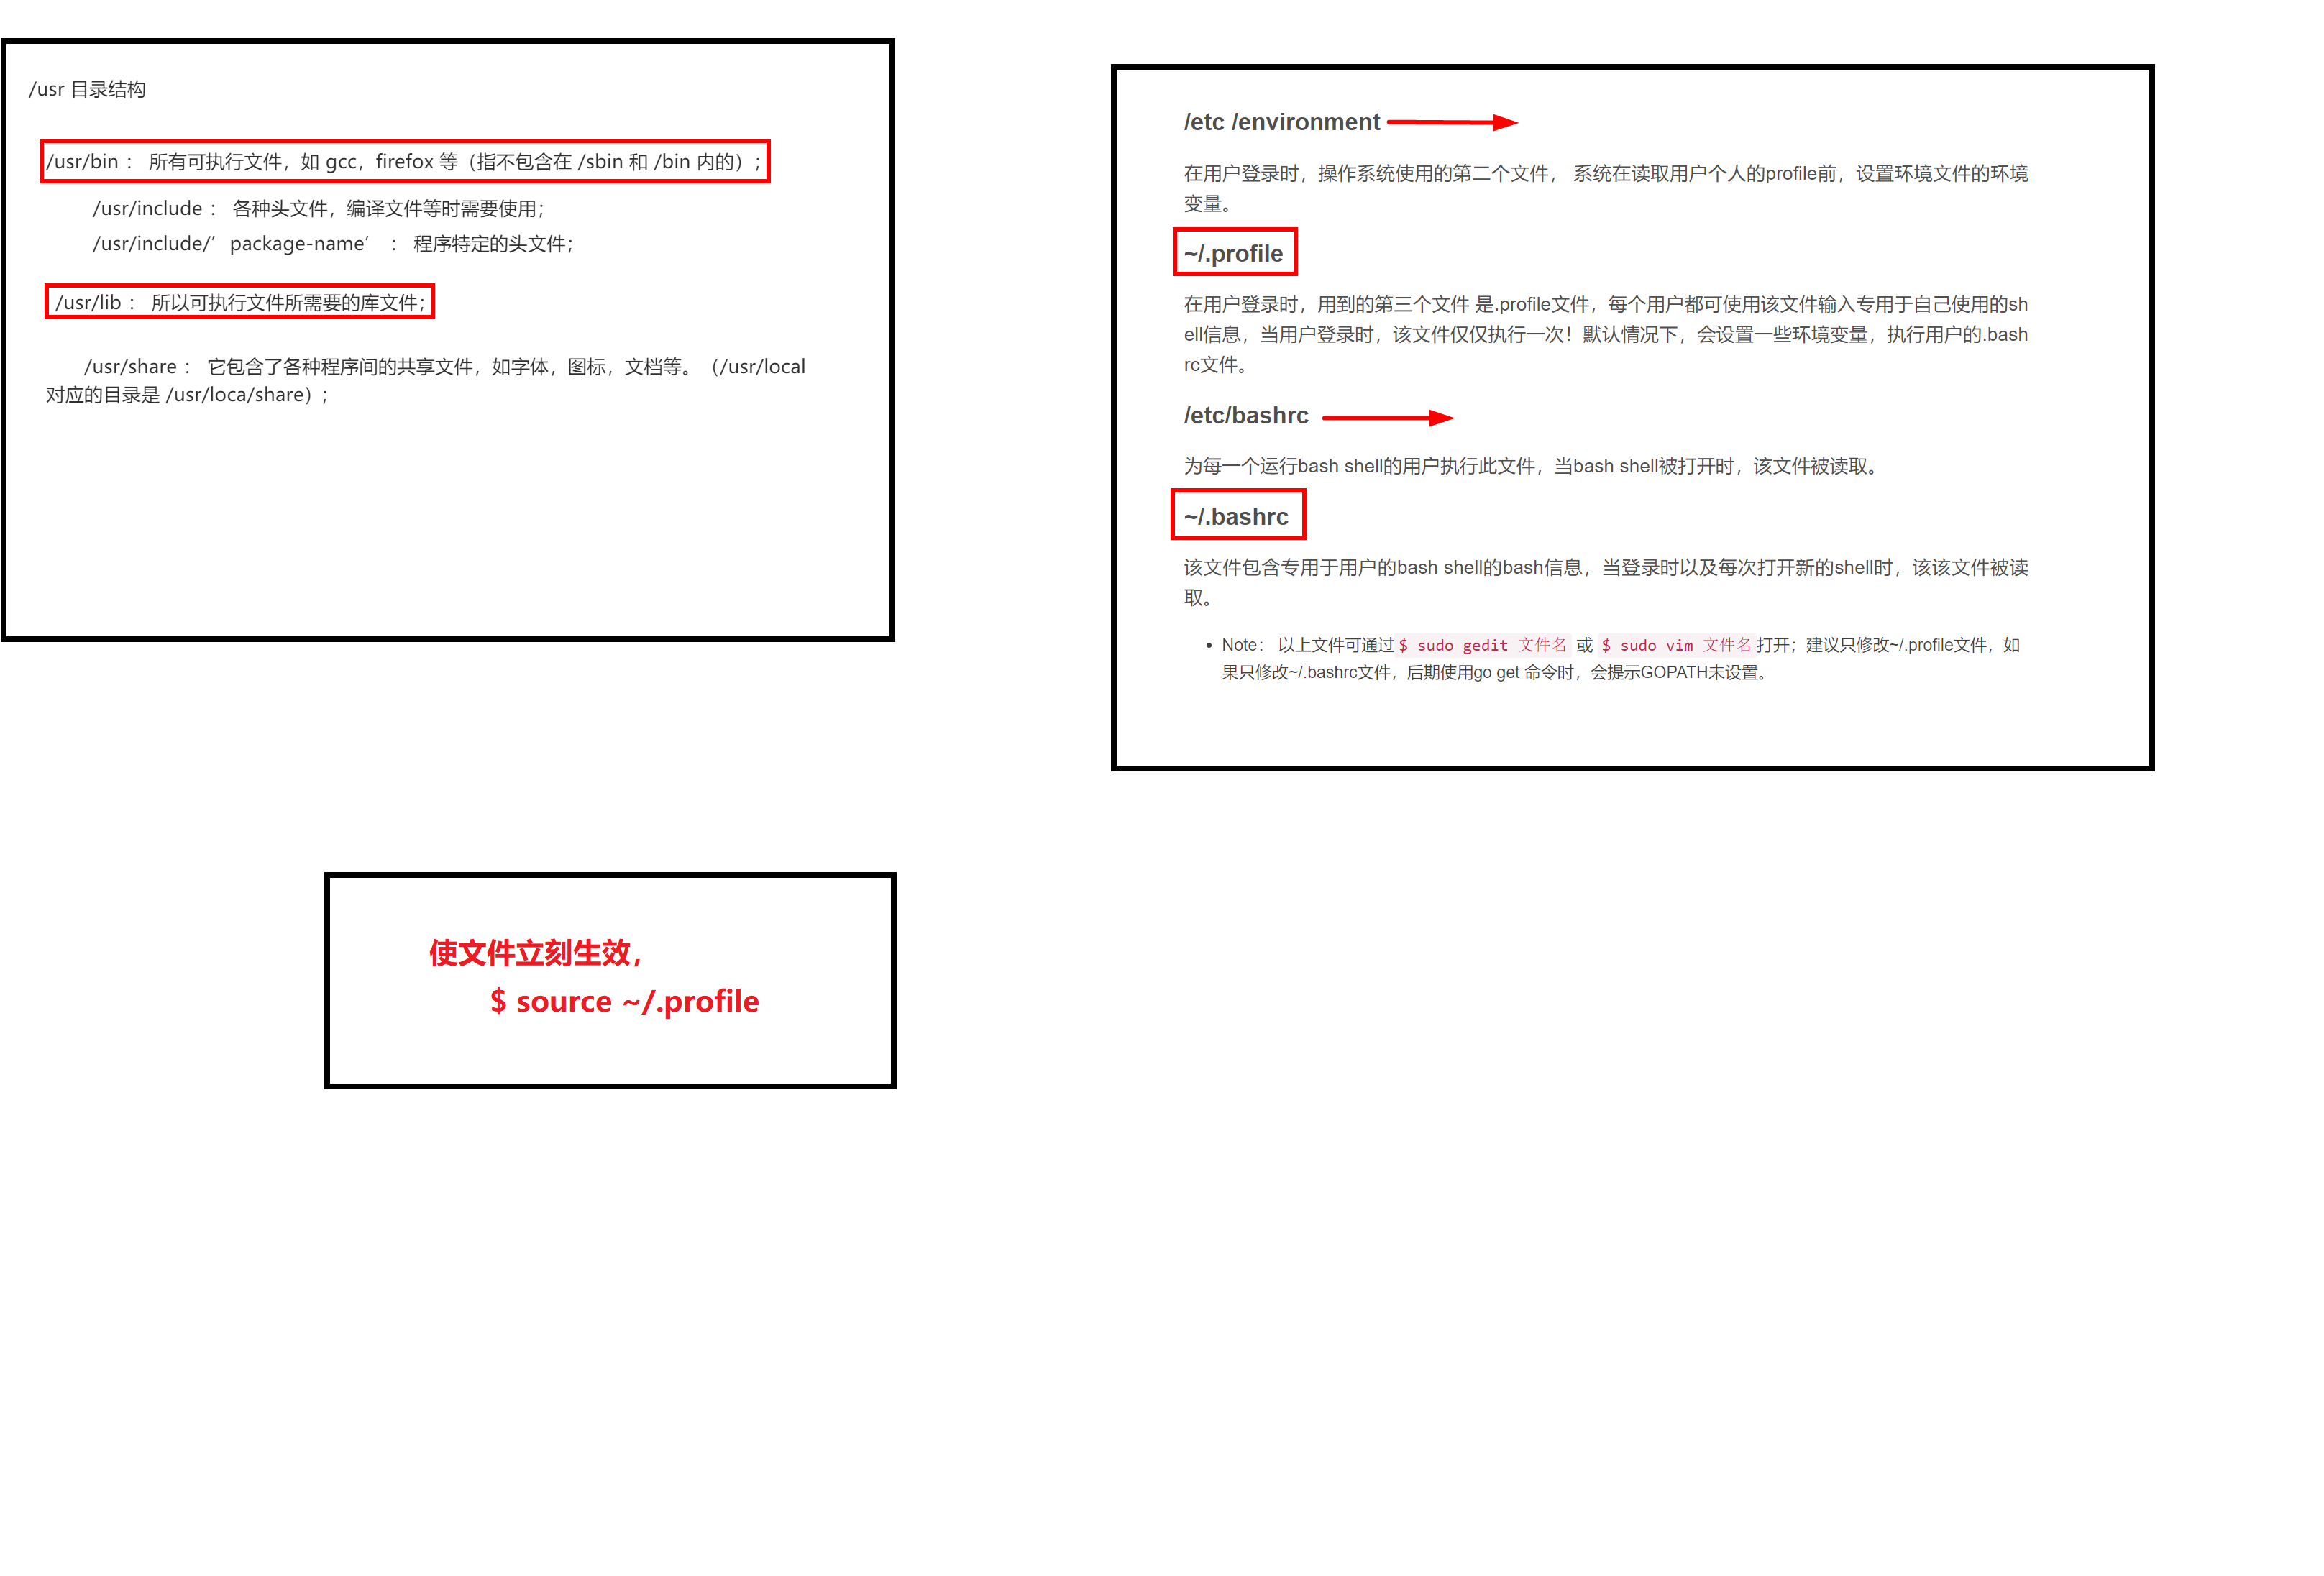 /usr 目录结构
/usr/bin： 所有可执行文件，如 gcc，firefox 等（指不包含在 /sbin 和 /bin 内的）；
/usr/include： 各种头文件，编译文件等时需要使用；
/usr/include/’package-name’ ： 程序特定的头文件；
/usr/lib： 所以可执行文件所需要的库文件；
/usr/share： 它包含了各种程序间的共享文件，如字体，图标，文档等。（/usr/local
对应的目录是 /usr/loca/share）；
/etc /environment
在用户登录时，操作系统使用的第二个文件， 系统在读取用户个人的profile前，设置环境文件的环境
变量。
~/.profile
在用户登录时，用到的第三个文件 是.profile文件，每个用户都可使用该文件输入专用于自己使用的sh
ell信息，当用户登录时，该文件仅仅执行一次！默认情况下，会设置一些环境变量，执行用户的.bash
rc文件。
/etc/bashrc
为每一个运行bash shell的用户执行此文件，当bash shell被打开时，该文件被读取。
~/.bashrc
该文件包含专用于用户的bash shell的bash信息，当登录时以及每次打开新的shell时，该该文件被读
取。
• Note： 以上文件可通过 $ sudo gedit 文件名 或 $ sudo vim 文件名 打开；建议只修改~/.profile文件，如
果只修改~/.bashrc文件，后期使用go get 命令时，会提示GOPATH未设置。
使文件立刻生效，
$ source ~/.profile